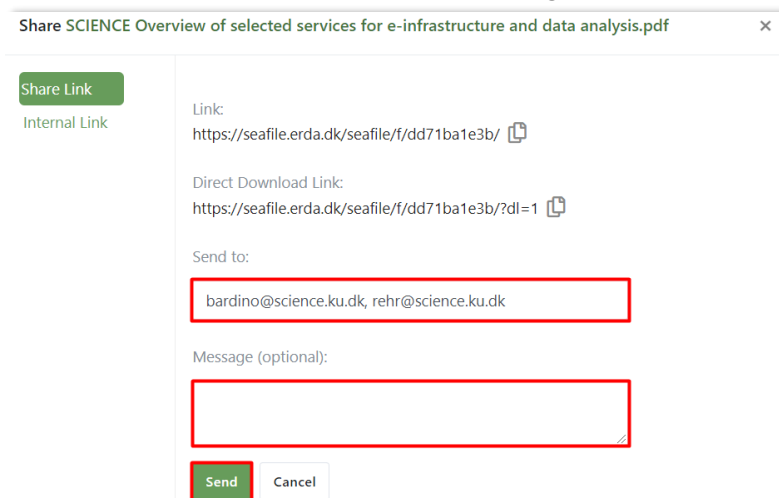 Share SCIENCE Overview of selected services for e-infrastructure and data analysis.pdf ×
Share Link
Internal Link
Link:
https://seafile.erda.dk/seafile/f/dd71ba1e3b/
Direct Download Link:
https://seafile.erda.dk/seafile/f/dd71ba1e3b/?dl=1
Send to:
bardino@science.ku.dk, rehr@science.ku.dk
Message (optional):
Send Cancel